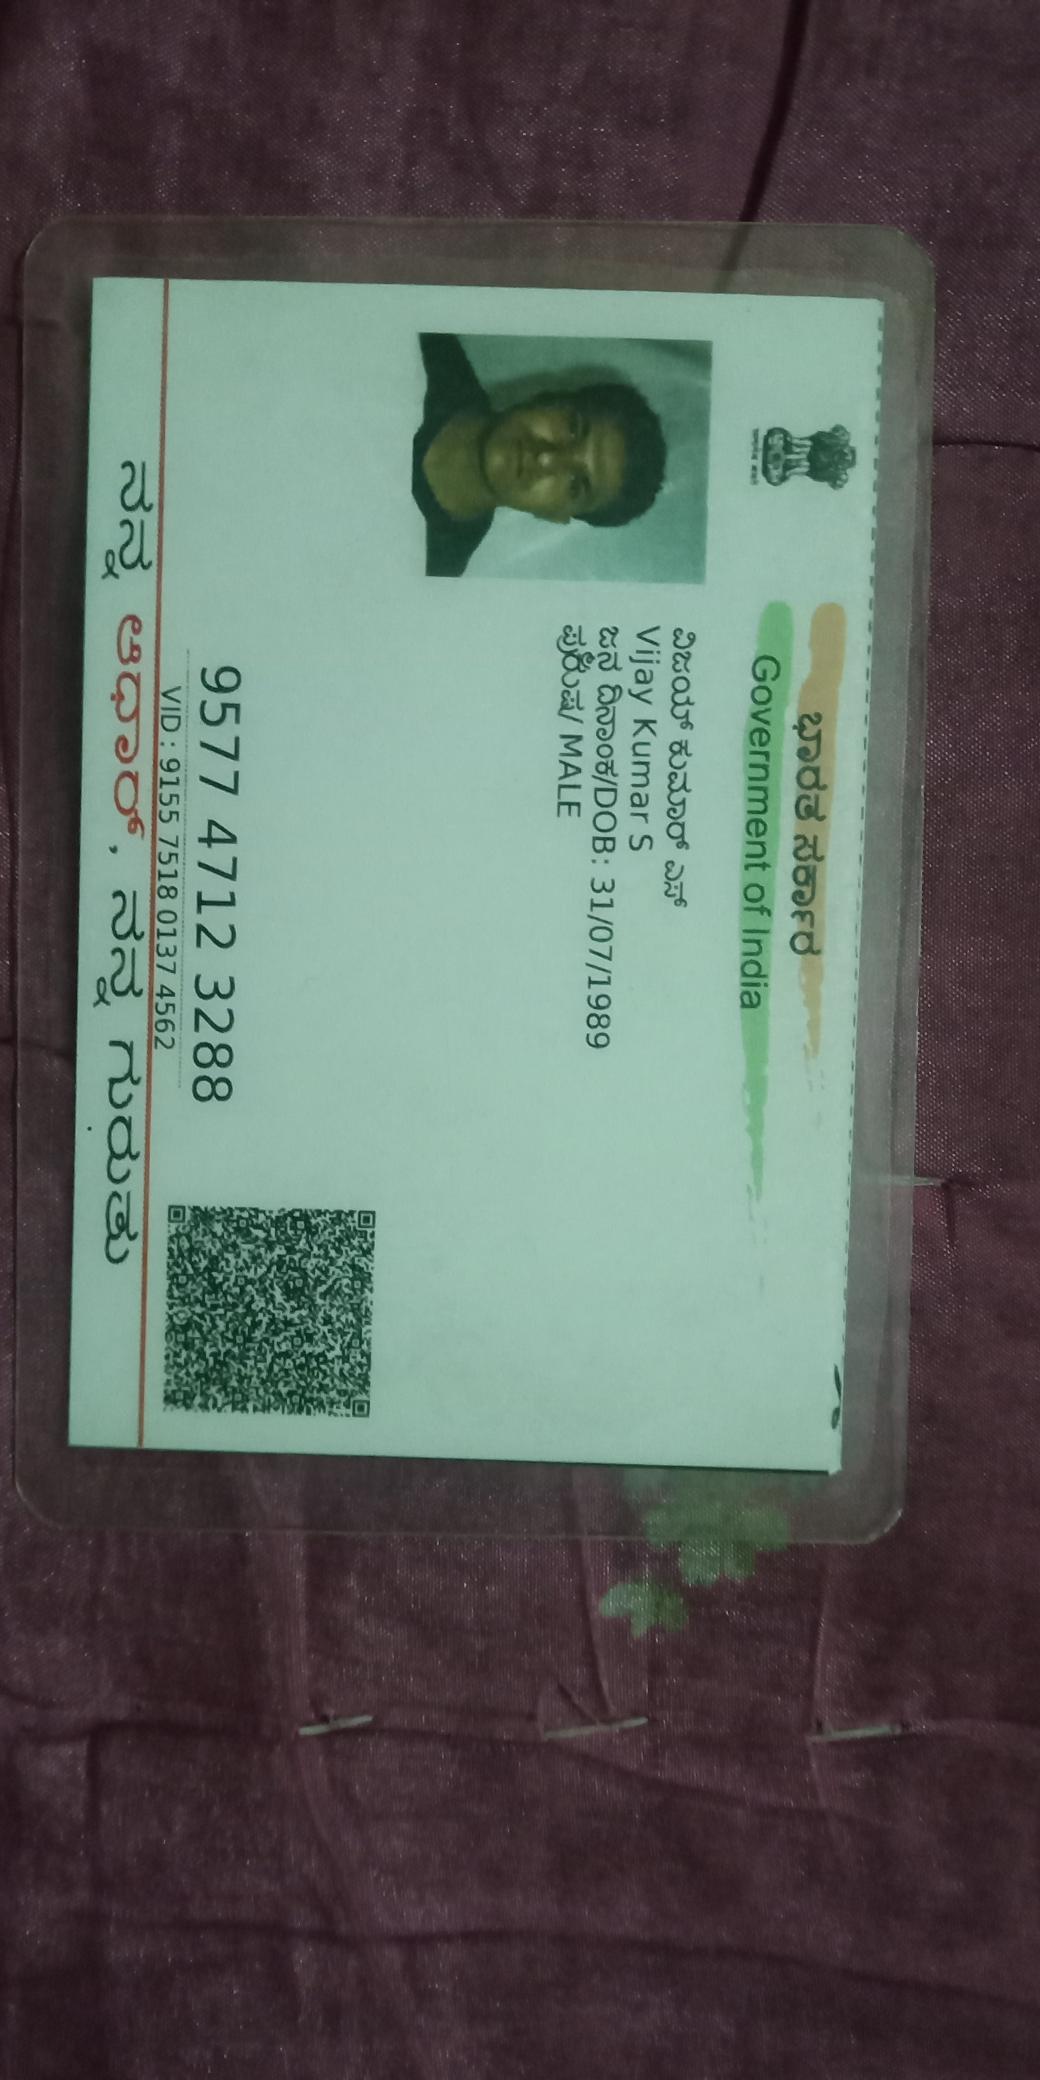 ಭಾರತ ಸರ್ಕಾರ
Government of India
ವಿಜಯ್ ಕುಮಾರ್ ಎಸ್
Vijay Kumar S
ಜನ್ಮ ದಿನಾಂಕ/DOB: 31/07/1989
ಪುರುಷ/ MALE
9577 4712 3288
VID : 9155 7518 0137 4562
ನನ್ನ ಆಧಾರ್, ನನ್ನ ಗುರುತು